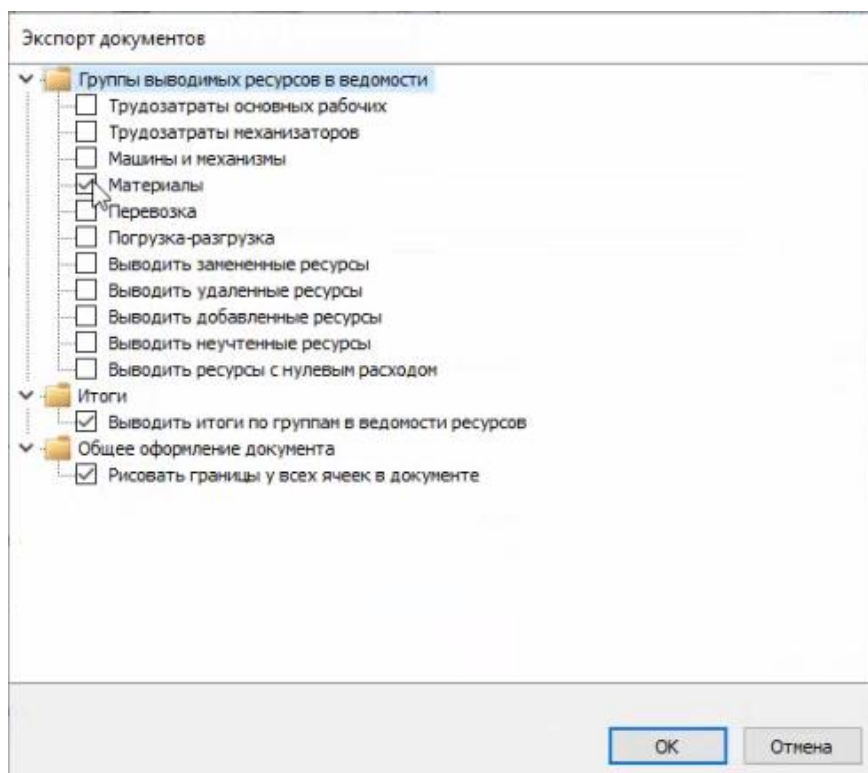 Экспорт документов
Группы выводимых ресурсов в ведомости
Трудозатраты основных рабочих
Трудозатраты механизаторов
Машины и механизмы
Материалы
Перевозка
Погрузка-разгрузка
Выводить замененные ресурсы
Выводить удаленные ресурсы
Выводить добавленные ресурсы
Выводить неучтенные ресурсы
Выводить ресурсы с нулевым расходом
Итоги
Выводить итоги по группам в ведомости ресурсов
Общее оформление документа
Рисовать границы у всех ячеек в документе
OK Отмена